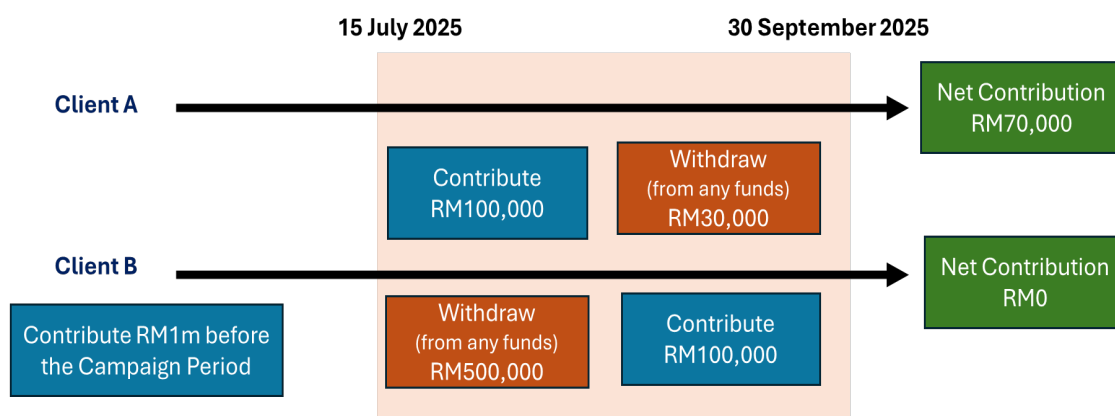 15 July 2025
30 September 2025
Client A
Net Contribution
RM70,000
Contribute
RM100,000
Withdraw
(from any funds)
RM30,000
Client B
Net Contribution
RM0
Contribute RM1m before
the Campaign Period
Withdraw
(from any funds)
RM500,000
Contribute
RM100,000